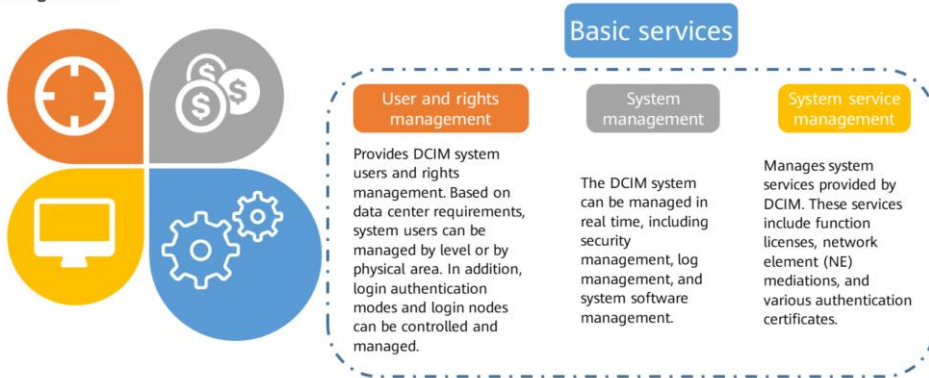 Basic services
User and rights
management
Provides DCIM system
users and rights
management. Based on
data center requirements,
system users can be
managed by level or by
physical area. In addition,
login authentication
modes and login nodes
can be controlled and
managed.
System
management
The DCIM system
can be managed in
real time, including
security
management, log
management, and
system software
management.
System service
management
Manages system
services provided by
DCIM. These services
include function
licenses, network
element (NE)
mediations, and
various authentication
certificates.